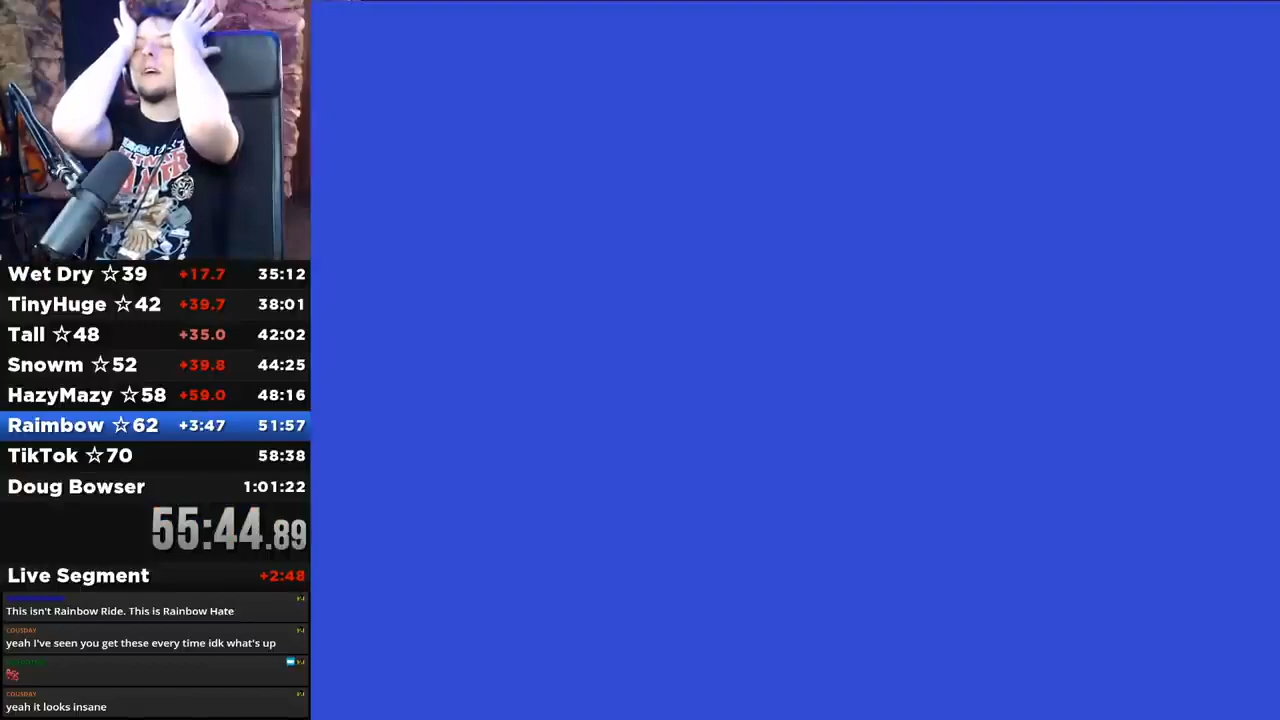 Wet Dry ☆39 +17.7 35:12
TinyHuge ☆42 +39.7 38:01
Tall ☆48 +35.0 42:02
Snowm ☆52 +39.8 44:25
HazyMazy ☆58 +59.0 48:16
Raimbow ☆62 +3:47 51:57
TikTok ☆70 58:38
Doug Bowser 1:01:22
55:44.89
Live Segment +2:48
This isn't Rainbow Ride. This is Rainbow Hate
COUSDAY
yeah I've seen you get these every time idk what's up
COUSDAY
yeah it looks insane